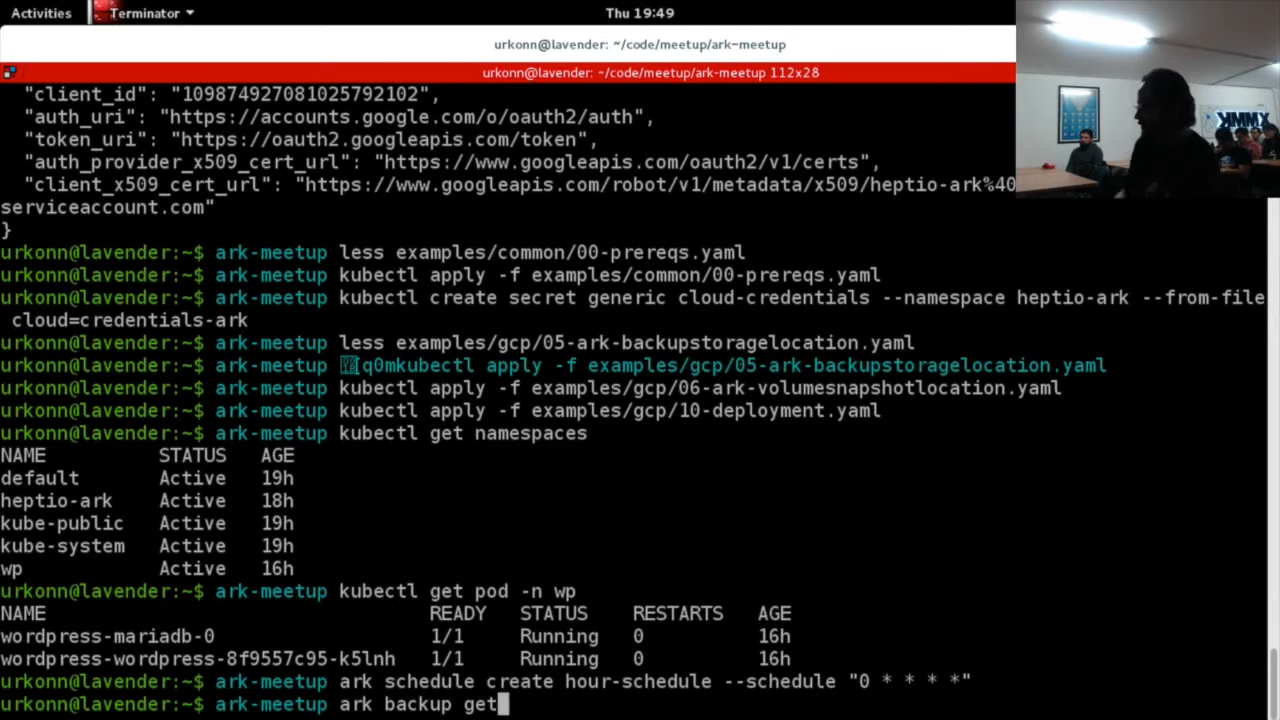 Activities Terminator Thu 19:49
urkonn@lavender: ~/code/meetup/ark-meetup
urkonn@lavender: ~/code/meetup/ark-meetup 112x28
"client_id": "109874927081025792102",
"auth_uri": "https://accounts.google.com/o/oauth2/auth",
"token_uri": "https://oauth2.googleapis.com/token",
"auth_provider_x509_cert_url": "https://www.googleapis.com/oauth2/v1/certs",
"client_x509_cert_url": "https://www.googleapis.com/robot/v1/metadata/x509/heptio-ark%40
serviceaccount.com"
}
urkonn@lavender:~$ ark-meetup less examples/common/00-prereqs.yaml
urkonn@lavender:~$ ark-meetup kubectl apply -f examples/common/00-prereqs.yaml
urkonn@lavender:~$ ark-meetup kubectl create secret generic cloud-credentials --namespace heptio-ark --from-file
cloud=credentials-ark
urkonn@lavender:~$ ark-meetup less examples/gcp/05-ark-backupstoragelocation.yaml
urkonn@lavender:~$ ark-meetup [q0mkubectl apply -f examples/gcp/05-ark-backupstoragelocation.yaml
urkonn@lavender:~$ ark-meetup kubectl apply -f examples/gcp/06-ark-volumesnapshotlocation.yaml
urkonn@lavender:~$ ark-meetup kubectl apply -f examples/gcp/10-deployment.yaml
urkonn@lavender:~$ ark-meetup kubectl get namespaces
NAME STATUS AGE
default Active 19h
heptio-ark Active 18h
kube-public Active 19h
kube-system Active 19h
wp Active 16h
urkonn@lavender:~$ ark-meetup kubectl get pod -n wp
NAME READY STATUS RESTARTS AGE
wordpress-mariadb-0 1/1 Running 0 16h
wordpress-wordpress-8f9557c95-k5lnh 1/1 Running 0 16h
urkonn@lavender:~$ ark-meetup ark schedule create hour-schedule --schedule "0 * * * *"
urkonn@lavender:~$ ark-meetup ark backup get